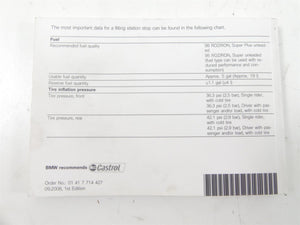 The most important data for a filling station stop can be found in the following chart.
Fuel
Recommended fuel quality
95 ROZ/RON, Super Plus unleaded
95 ROZ/RON, Super unleaded
fuel type can be used with reduced performance and consumption)
Usable fuel quantity
Approx. 5 gal (Approx. 19 l)
Reserve fuel quantity
Tire inflation pressure
Tire pressure, front
36.3 psi (2.5 bar), Single rider, with cold tire
36.3 psi (2.5 bar), Driver with passenger and/or load, with cold tire
Tire pressure, rear
42.1 psi (2.9 bar), Single rider, with cold tire
42.1 psi (2.9 bar), Driver with passenger and/or load, with cold tire
BMW recommends Castrol
Order No.: 01 41 7 714 427
09.2008, 1st Edition